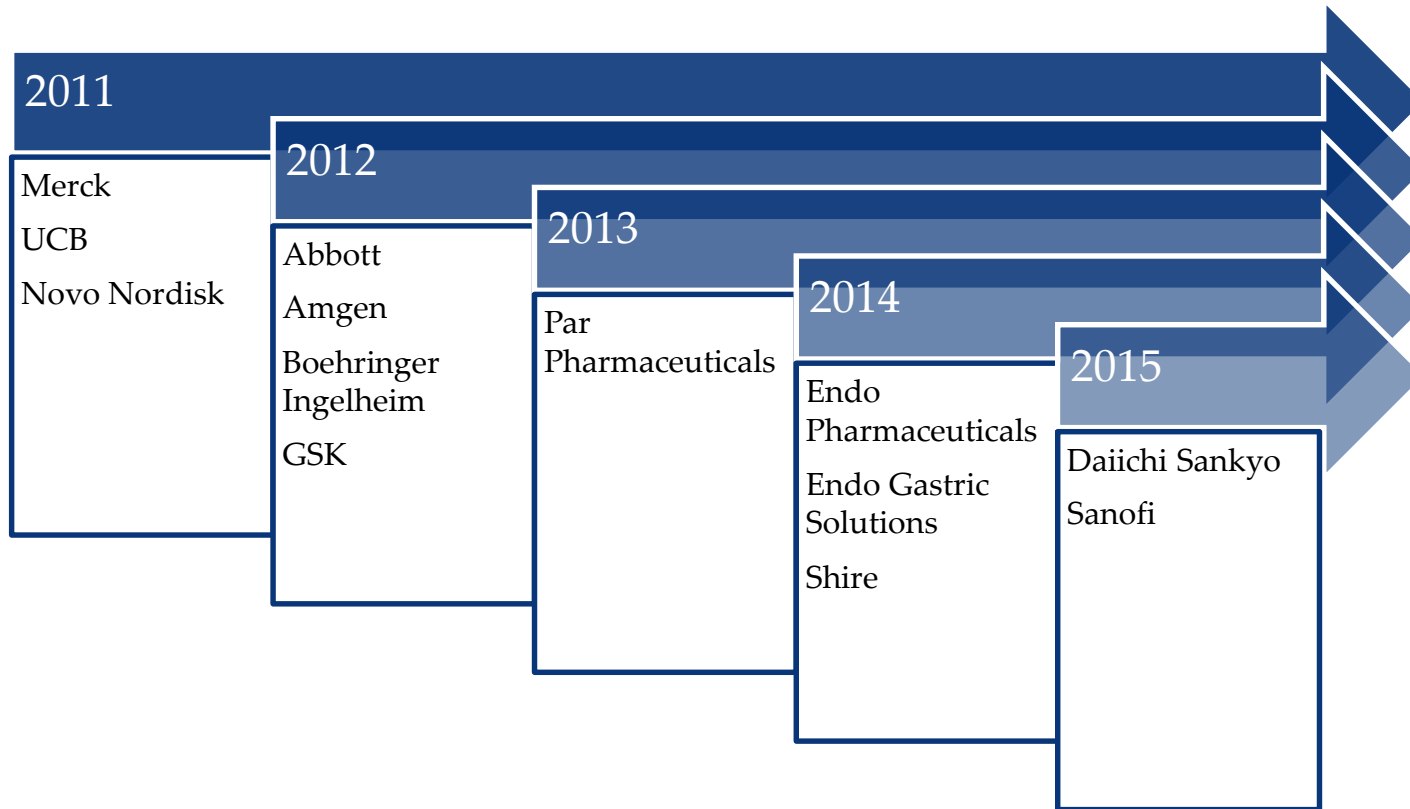 2011
Merck
UCB
Novo Nordisk
2012
Abbott
Amgen
Boehringer
Ingelheim
GSK
2013
Par
Pharmaceuticals
2014
Endo
Pharmaceuticals
Endo Gastric
Solutions
Shire
2015
Daiichi Sankyo
Sanofi